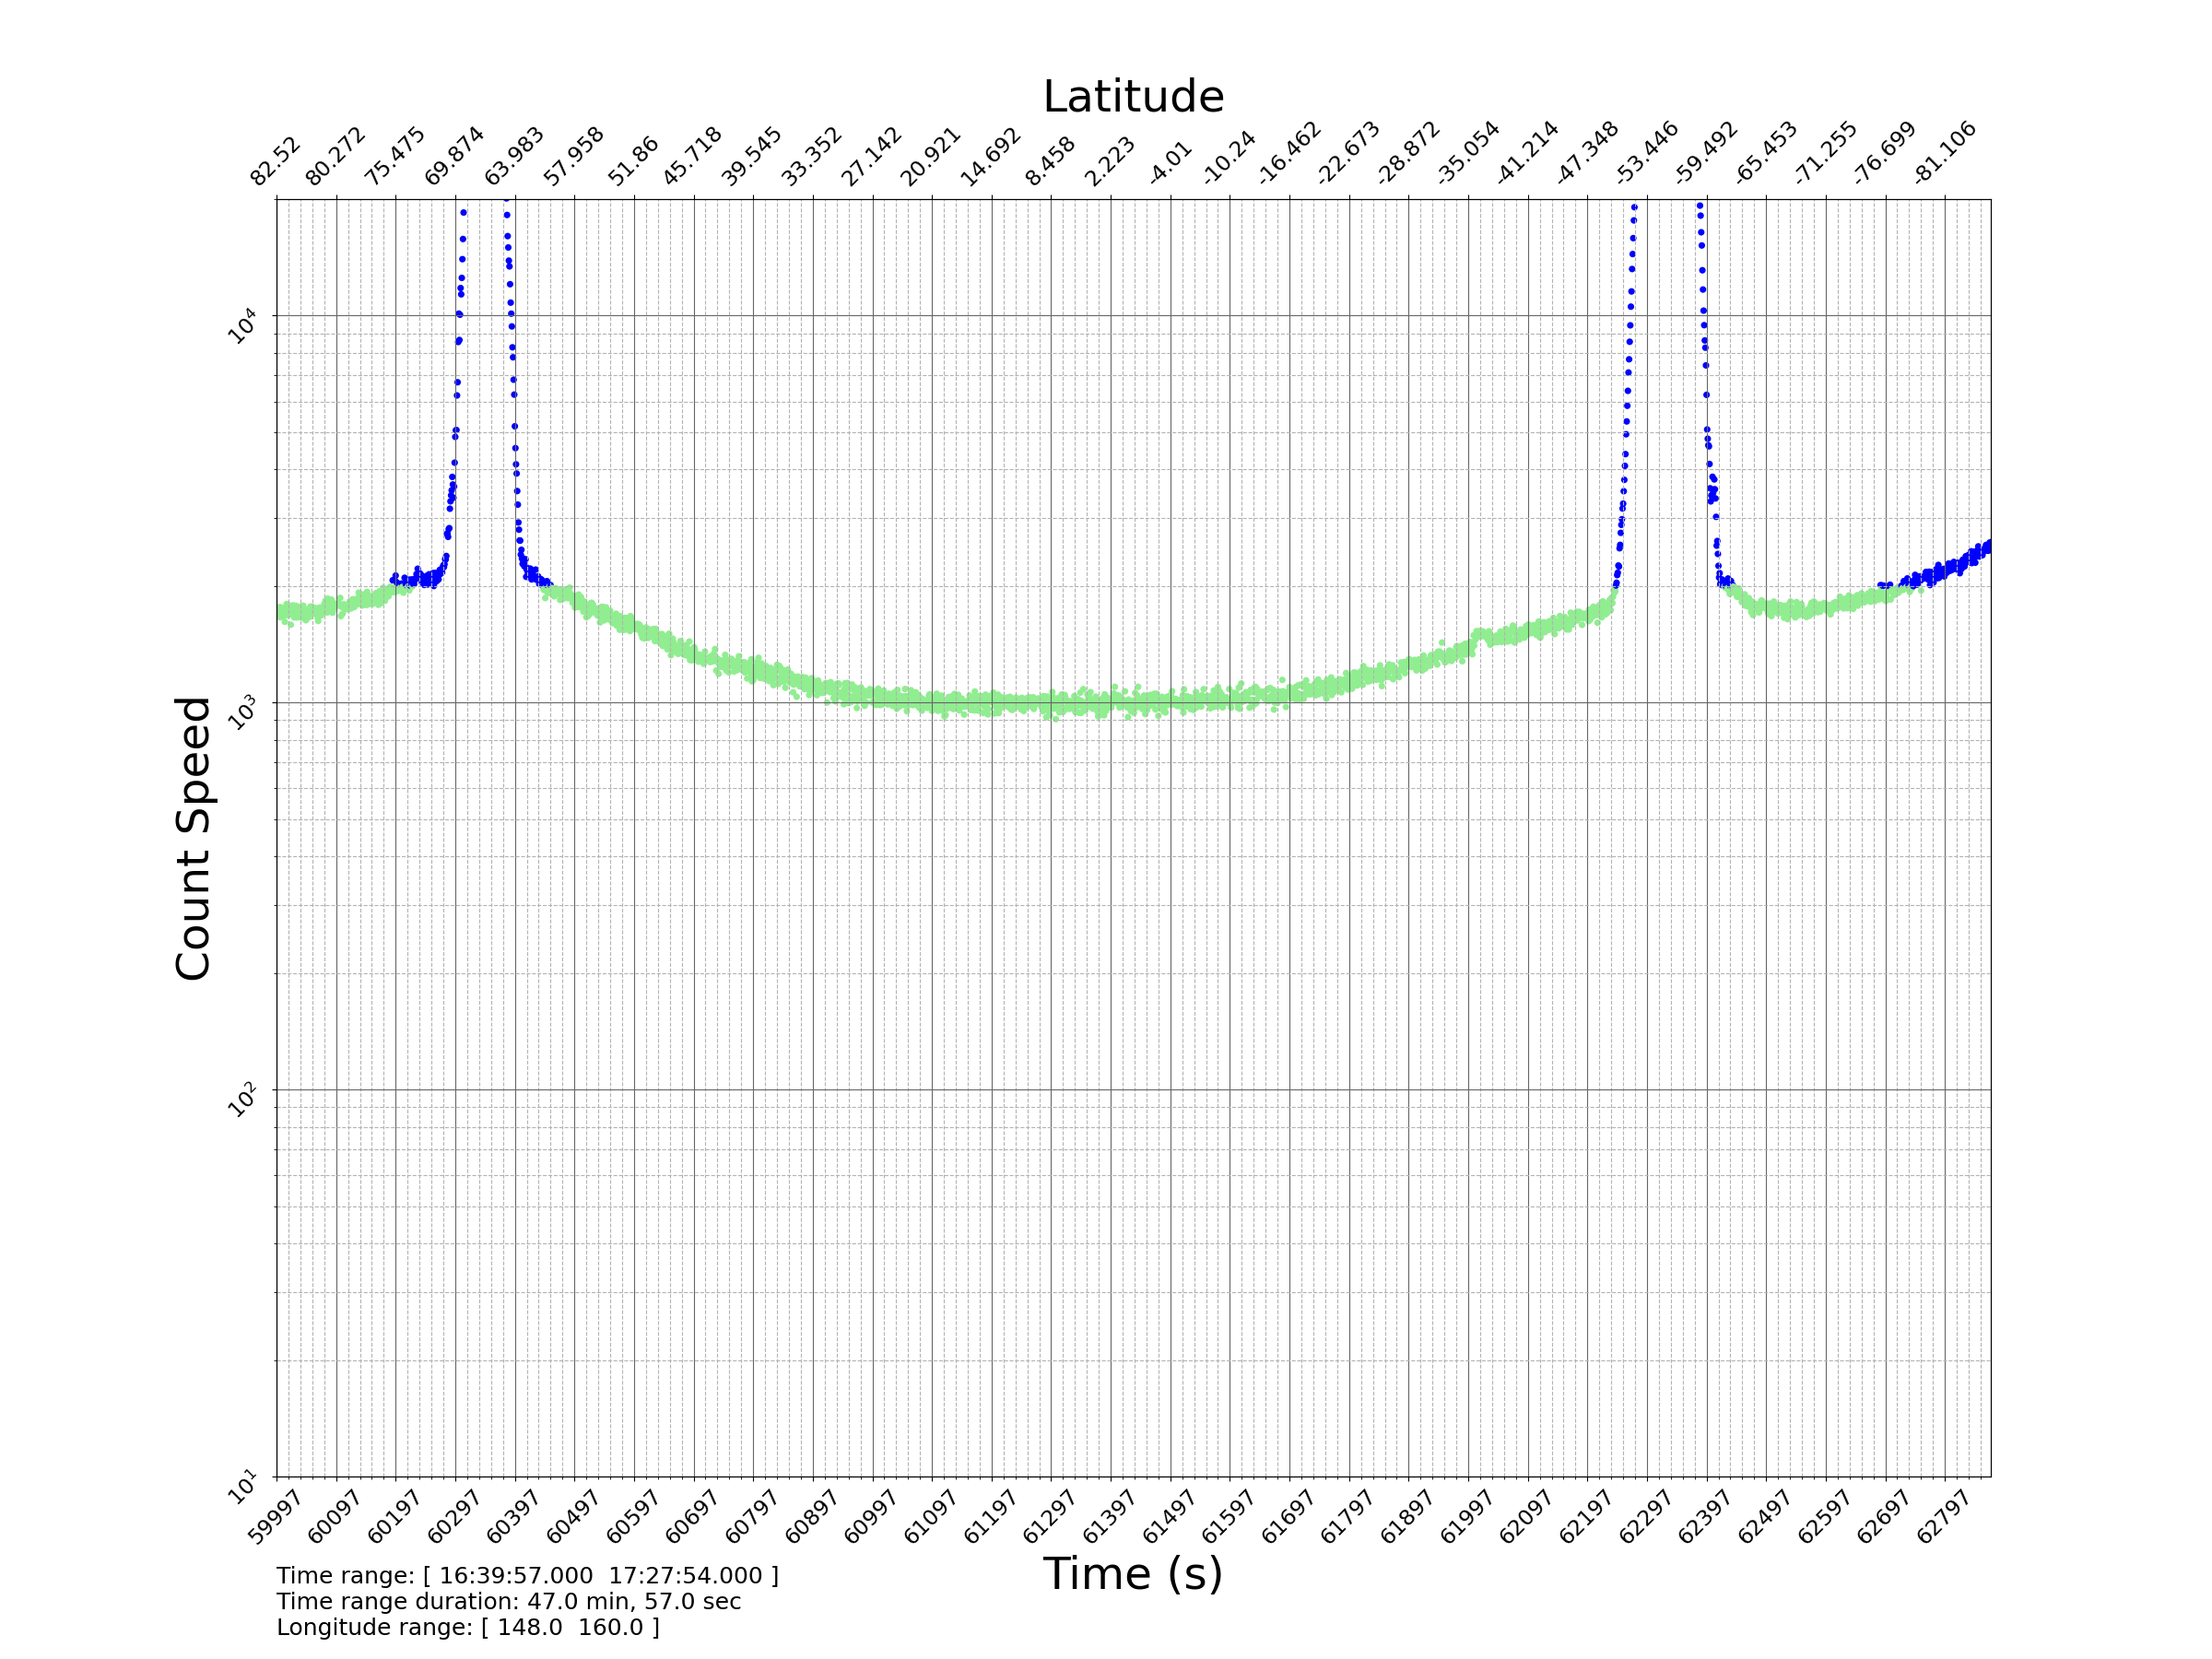 Latitude
82.52 80.272 75.475 69.874 63.983 57.958 51.86 45.718 39.545 33.352 27.142 20.921 14.692 8.458 2.223 -4.01 -10.24 -16.462 -22.673 -28.872 -35.054 -41.214 -47.348 -53.446 -59.492 -65.453 -71.255 -76.699 -81.106
10⁴
10³
10²
10¹
Count Speed
59997 60097 60197 60297 60397 60497 60597 60697 60797 60897 60997 61097 61197 61297 61397 61497 61597 61697 61797 61897 61997 62097 62197 62297 62397 62497 62597 62697 62797
Time (s)
Time range: [ 16:39:57.000 17:27:54.000 ]
Time range duration: 47.0 min, 57.0 sec
Longitude range: [ 148.0 160.0 ]